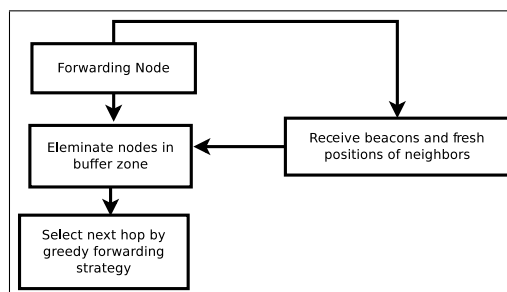 Forwarding Node
Eleminate nodes in
buffer zone
Receive beacons and fresh
positions of neighbors
Select next hop by
greedy forwarding
strategy